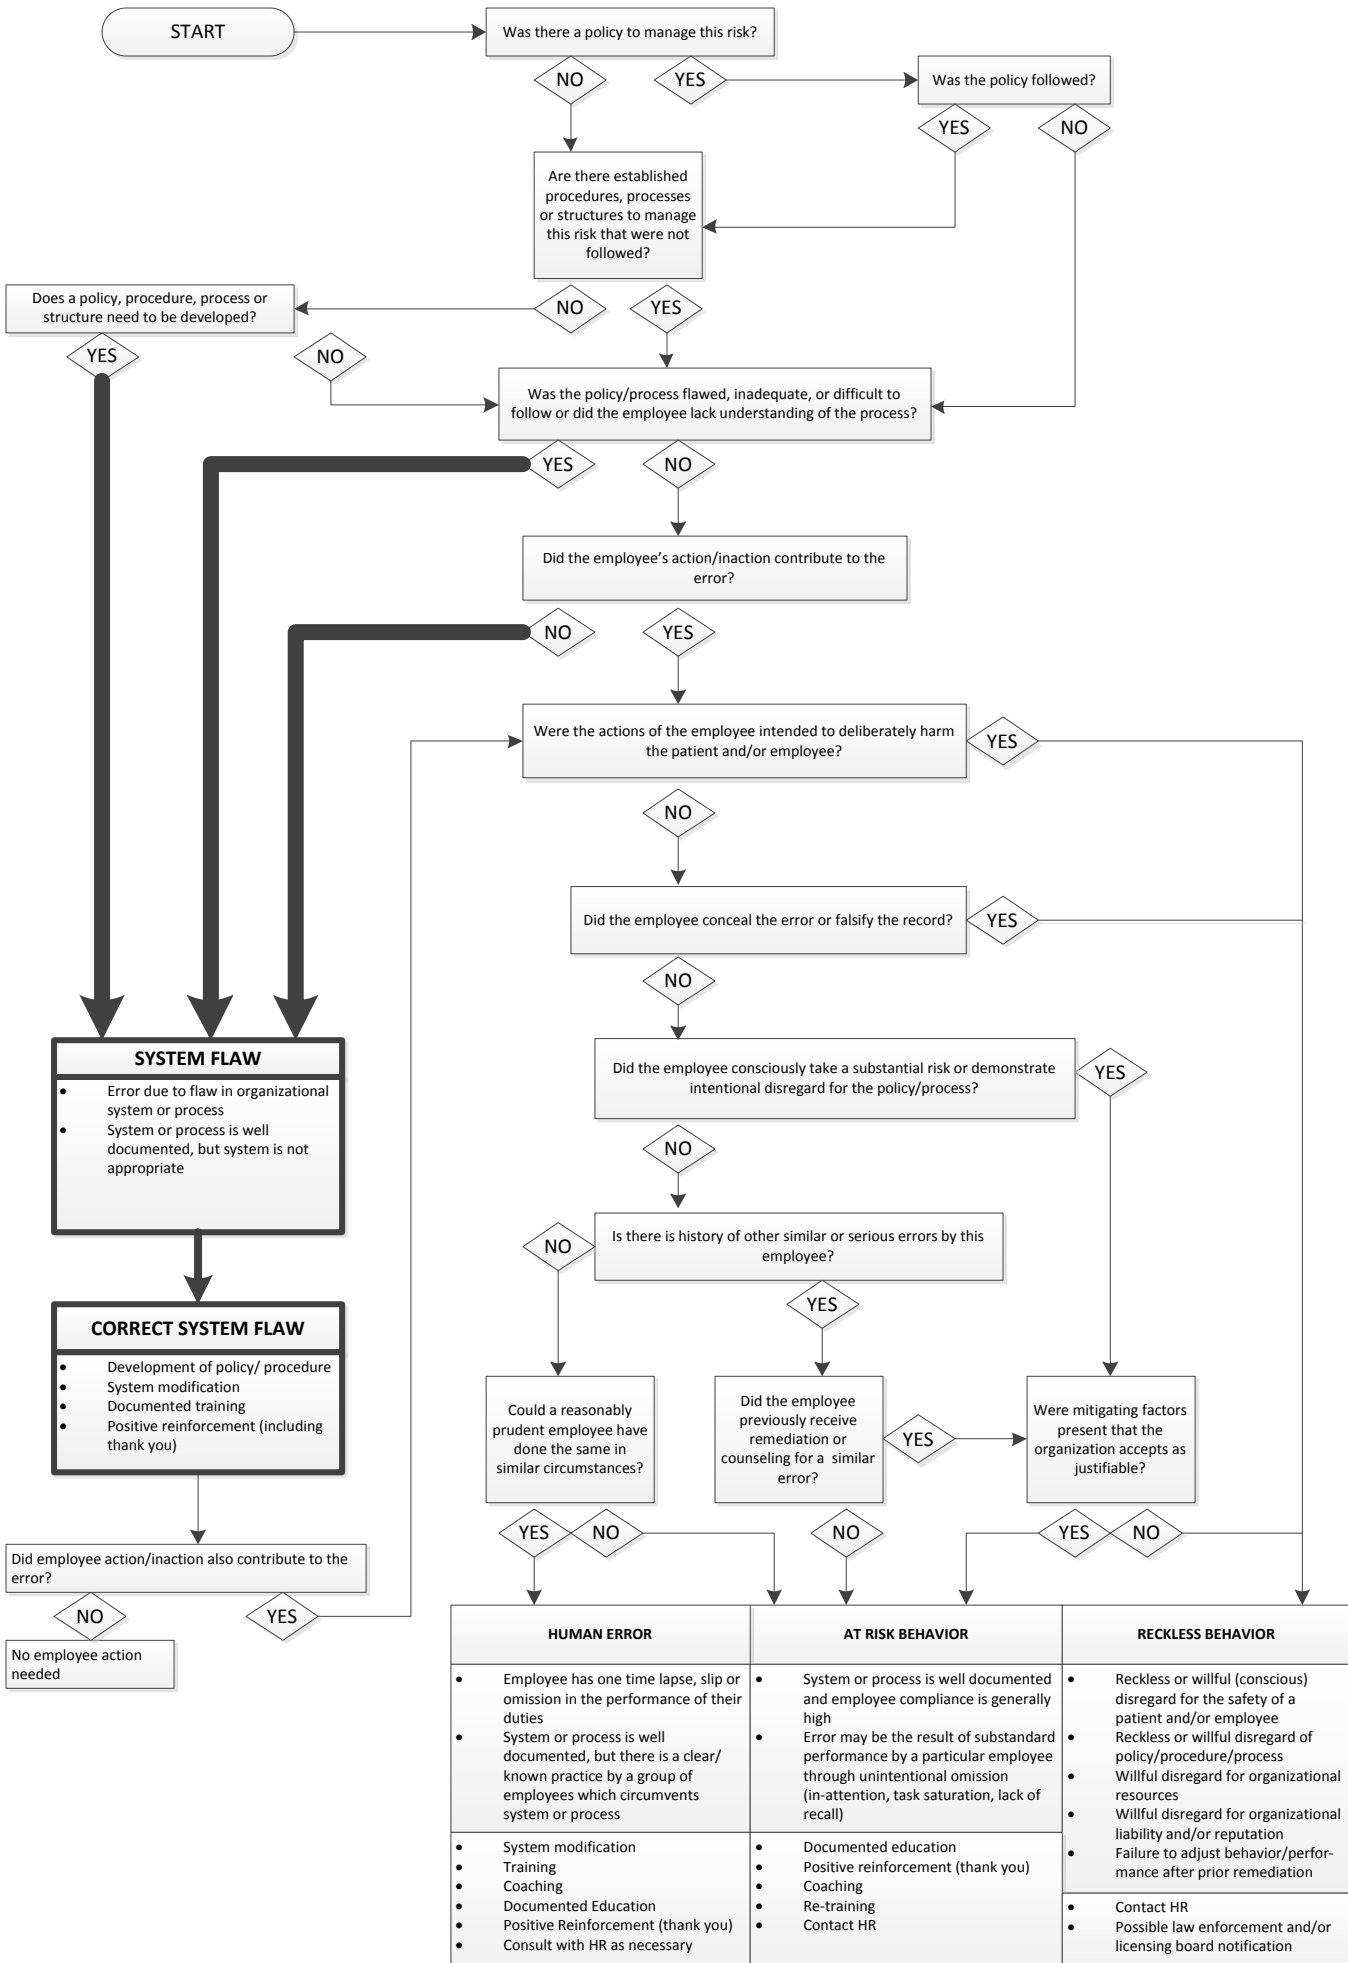 START
Was there a policy to manage this risk?
NO
YES
Was the policy followed?
YES
NO
Are there established
procedures, processes
or structures to manage
this risk that were not
followed?
Does a policy, procedure, process or
structure need to be developed?
NO
YES
YES
NO
Was the policy/process flawed, inadequate, or difficult to
follow or did the employee lack understanding of the process?
YES
NO
Did the employee’s action/inaction contribute to the
error?
NO
YES
Were the actions of the employee intended to deliberately harm
the patient and/or employee?
YES
NO
Did the employee conceal the error or falsify the record?
YES
NO
Did the employee consciously take a substantial risk or demonstrate
intentional disregard for the policy/process?
YES
NO
Is there is history of other similar or serious errors by this
employee?
NO
YES
Could a reasonably
prudent employee have
done the same in
similar circumstances?
Did the employee
previously receive
remediation or
counseling for a similar
error?
YES
Were mitigating factors
present that the
organization accepts as
justifiable?
YES
NO
NO
YES
NO
SYSTEM FLAW
• Error due to flaw in organizational
system or process
• System or process is well
documented, but system is not
appropriate
CORRECT SYSTEM FLAW
• Development of policy/ procedure
• System modification
• Documented training
• Positive reinforcement (including
thank you)
Did employee action/inaction also contribute to the
error?
NO
YES
No employee action
needed
HUMAN ERROR
• Employee has one time lapse, slip or
omission in the performance of their
duties
• System or process is well
documented, but there is a clear/
known practice by a group of
employees which circumvents
system or process
• System modification
• Training
• Coaching
• Documented Education
• Positive Reinforcement (thank you)
• Consult with HR as necessary
AT RISK BEHAVIOR
• System or process is well documented
and employee compliance is generally
high
• Error may be the result of substandard
performance by a particular employee
through unintentional omission
(in-attention, task saturation, lack of
recall)
• Documented education
• Positive reinforcement (thank you)
• Coaching
• Re-training
• Contact HR
RECKLESS BEHAVIOR
• Reckless or willful (conscious)
disregard for the safety of a
patient and/or employee
• Reckless or willful disregard of
policy/procedure/process
• Willful disregard for organizational
resources
• Willful disregard for organizational
liability and/or reputation
• Failure to adjust behavior/perfor-
mance after prior remediation
• Contact HR
• Possible law enforcement and/or
licensing board notification